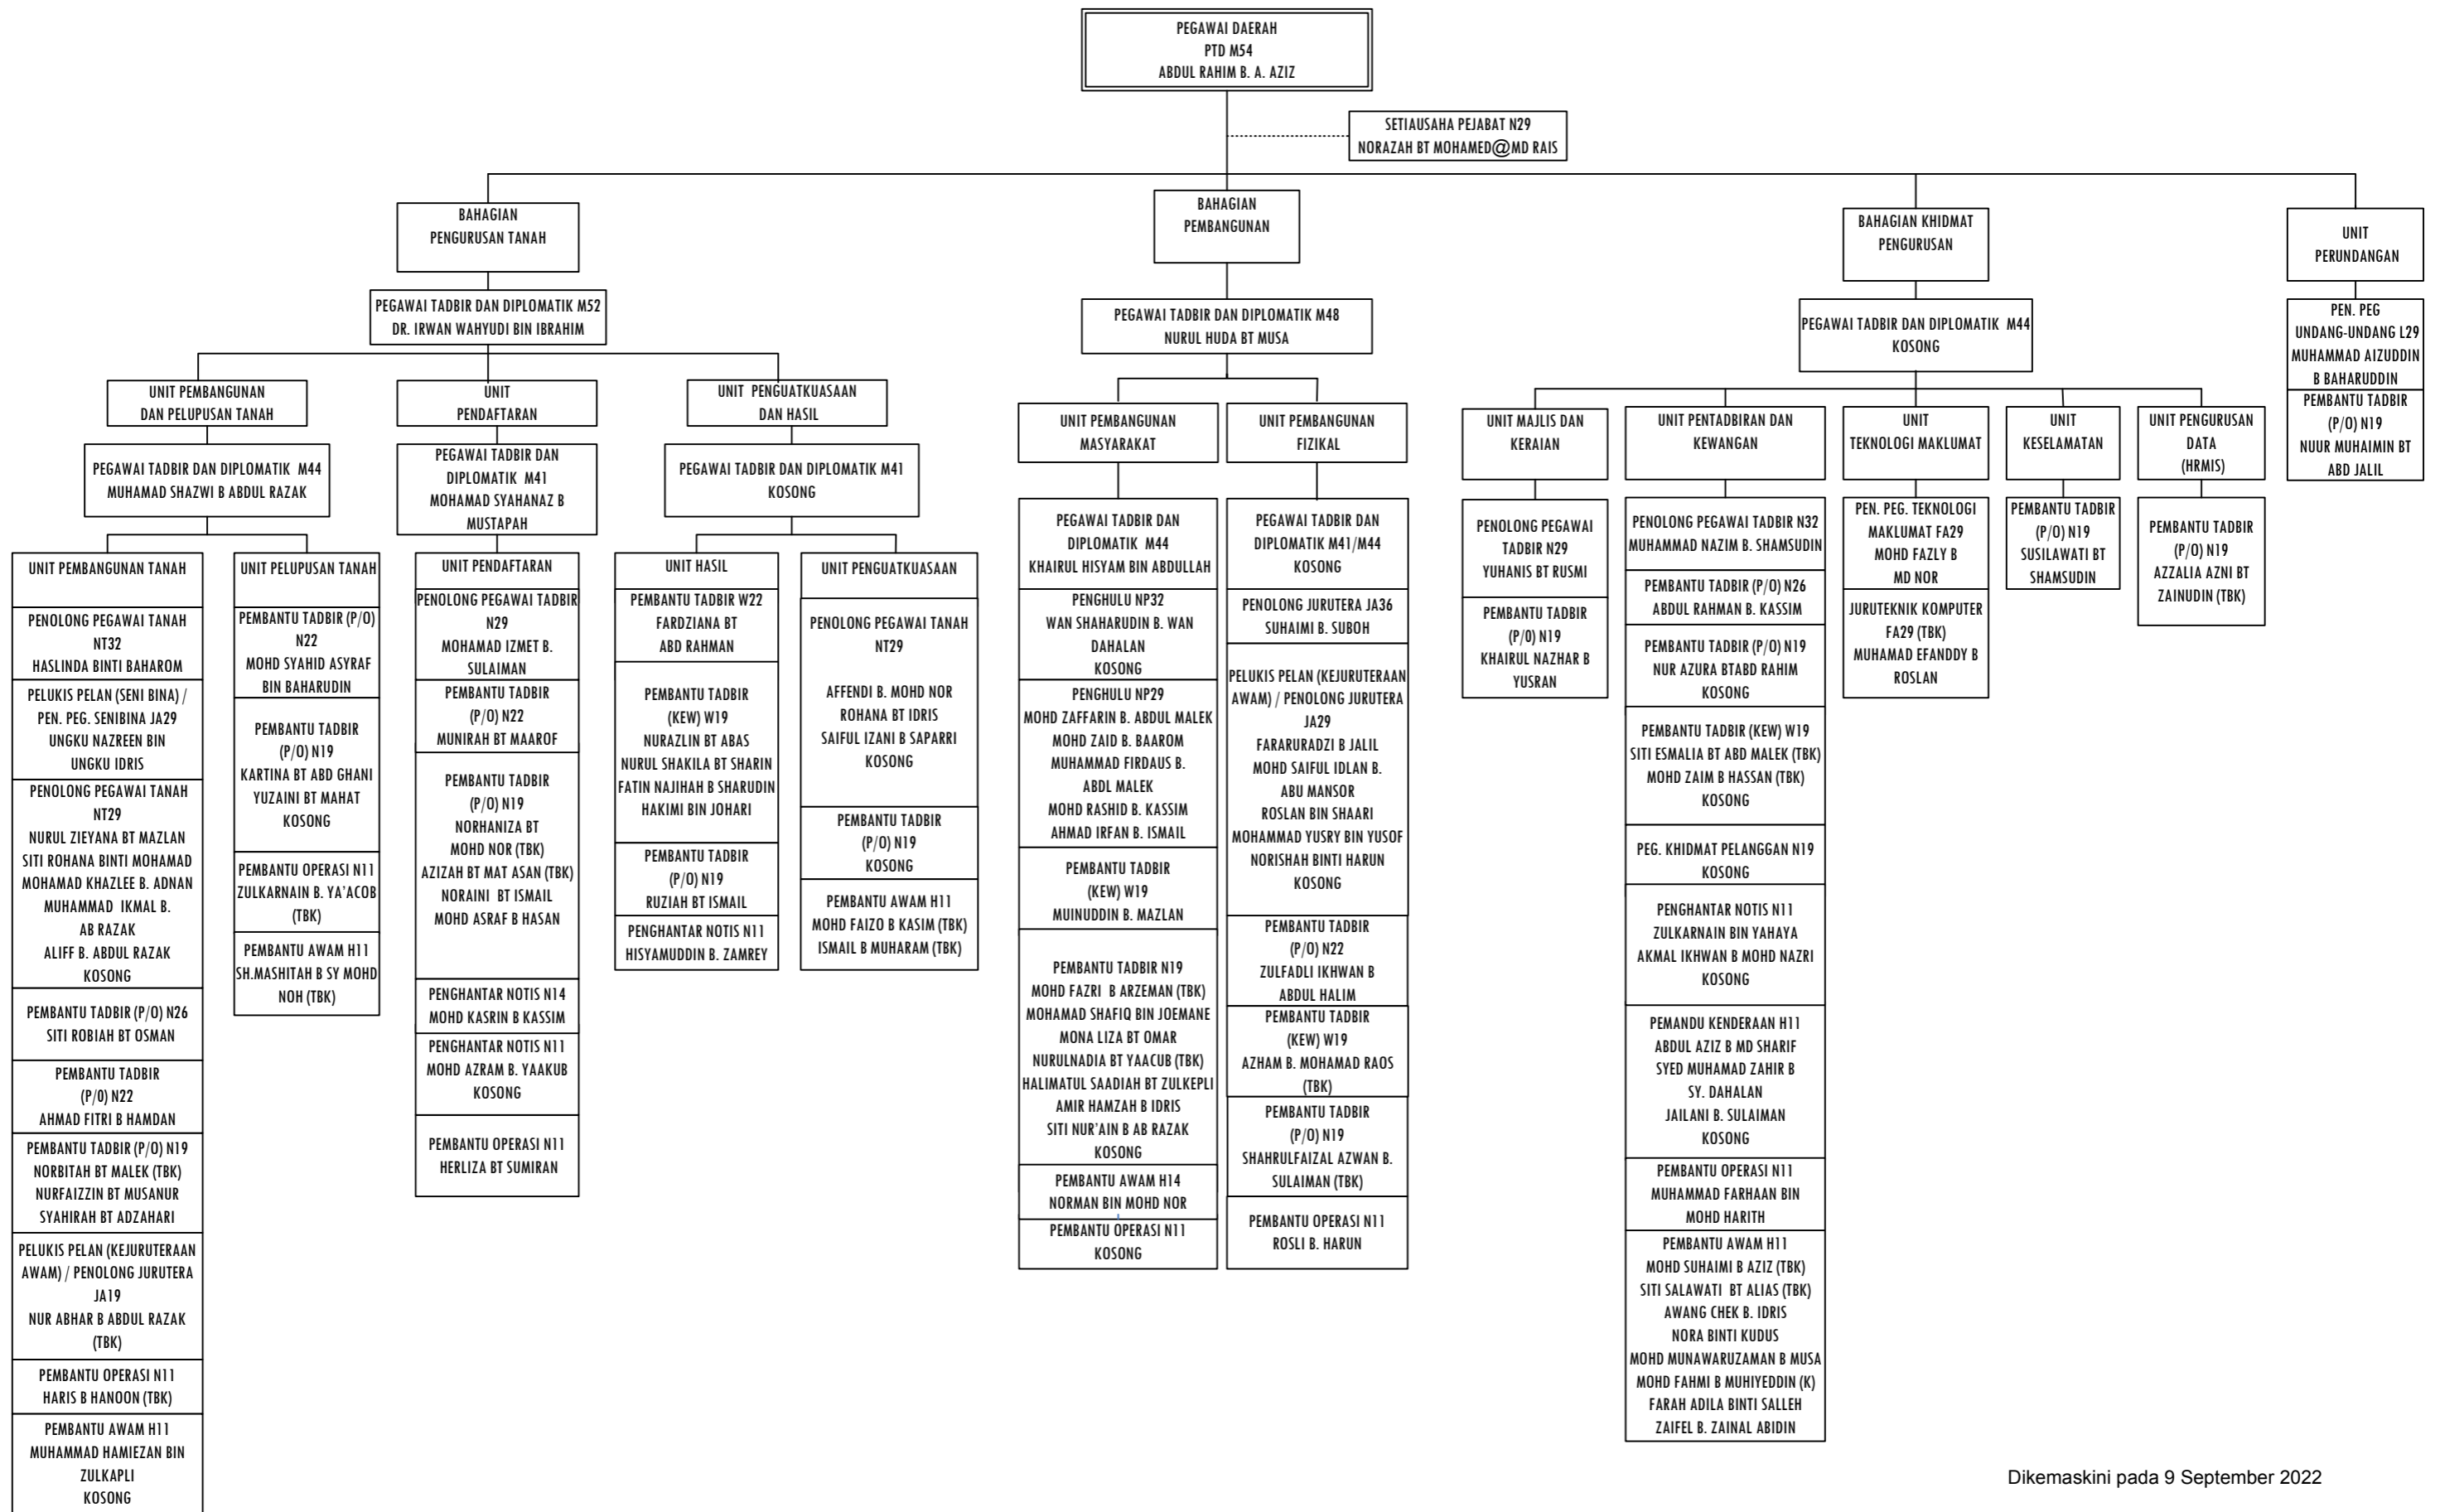 PEGAWAI DAERAH
PTD M54
ABDUL RAHIM B. A. AZIZ
SETIAUSAHA PEJABAT N29
NORAZAH BT MOHAMED@MD RAIS
BAHAGIAN
PENGURUSAN TANAH
PEGAWAI TADBIR DAN DIPLOMATIK M52
DR. IRWAN WAHYUDI BIN IBRAHIM
UNIT PEMBANGUNAN
DAN PELUPUSAN TANAH
PEGAWAI TADBIR DAN DIPLOMATIK M44
MUHAMAD SHAZWI B ABDUL RAZAK
UNIT PEMBANGUNAN TANAH
PENOLONG PEGAWAI TANAH
NT32
HASLINDA BINTI BAHAROM
PELUKIS PELAN (SENI BINA) /
PEN. PEG. SENIBINA JA29
UNGKU NAZREEN BIN
UNGKU IDRIS
PENOLONG PEGAWAI TANAH
NT29
NURUL ZIEYANA BT MAZLAN
SITI ROHANA BINTI MOHAMAD
MOHAMAD KHAZLEE B. ADNAN
MUHAMMAD IKMAL B.
AB RAZAK
ALIFF B. ABDUL RAZAK
KOSONG
PEMBANTU TADBIR (P/O) N26
SITI ROBIAH BT OSMAN
PEMBANTU TADBIR
(P/0) N22
AHMAD FITRI B HAMDAN
PEMBANTU TADBIR (P/O) N19
NORBITAH BT MALEK (TBK)
NURFAIZZIN BT MUSANUR
SYAHIRAH BT ADZAHARI
PELUKIS PELAN (KEJURUTERAAN
AWAM) / PENOLONG JURUTERA
JA19
NUR ABHAR B ABDUL RAZAK
(TBK)
PEMBANTU OPERASI N11
HARIS B HANOON (TBK)
PEMBANTU AWAM H11
MUHAMMAD HAMIEZAN BIN
ZULKAPLI
KOSONG
UNIT PELUPUSAN TANAH
PEMBANTU TADBIR (P/O)
N22
MOHD SYAHID ASYRAF
BIN BAHARUDIN
PEMBANTU TADBIR
(P/O) N19
KARTINA BT ABD GHANI
YUZAINI BT MAHAT
KOSONG
PEMBANTU OPERASI N11
ZULKARNAIN B. YA'ACOB
(TBK)
PEMBANTU AWAM H11
SH.MASHITAH B SY MOHD
NOH (TBK)
UNIT
PENDAFTARAN
PEGAWAI TADBIR DAN
DIPLOMATIK M41
MOHAMAD SYAHANAZ B
MUSTAPAH
UNIT PENDAFTARAN
PENOLONG PEGAWAI TADBIR
N29
MOHAMAD IZMET B.
SULAIMAN
PEMBANTU TADBIR
(P/O) N22
MUNIRAH BT MAAROF
PEMBANTU TADBIR
(P/O) N19
NORHANIZA BT
MOHD NOR (TBK)
AZIZAH BT MAT ASAN (TBK)
NORAINI BT ISMAIL
MOHD ASRAF B HASAN
PENGHANTAR NOTIS N14
MOHD KASRIN B KASSIM
PENGHANTAR NOTIS N11
MOHD AZRAM B. YAAKUB
KOSONG
PEMBANTU OPERASI N11
HERLIZA BT SUMIRAN
UNIT PENGUATKUASAAN
DAN HASIL
PEGAWAI TADBIR DAN DIPLOMATIK M41
KOSONG
UNIT HASIL
PEMBANTU TADBIR W22
FARDZIANA BT
ABD RAHMAN
PEMBANTU TADBIR
(KEW) W19
NURAZLIN BT ABAS
NURUL SHAKILA BT SHARIN
FATIN NAJIHAH B SHARUDIN
HAKIMI BIN JOHARI
PEMBANTU TADBIR
(P/O) N19
RUZIAH BT ISMAIL
PENGHANTAR NOTIS N11
HISYAMUDDIN B. ZAMREY
UNIT PENGUATKUASAAN
PENOLONG PEGAWAI TANAH
NT29
AFFENDI B. MOHD NOR
ROHANA BT IDRIS
SAIFUL IZANI B SAPARRI
KOSONG
PEMBANTU TADBIR
(P/O) N19
KOSONG
PEMBANTU AWAM H11
MOHD FAIZO B KASIM (TBK)
ISMAIL B MUHARAM (TBK)
BAHAGIAN
PEMBANGUNAN
PEGAWAI TADBIR DAN DIPLOMATIK M48
NURUL HUDA BT MUSA
UNIT PEMBANGUNAN
MASYARAKAT
PEGAWAI TADBIR DAN
DIPLOMATIK M44
KHAIRUL HISYAM BIN ABDULLAH
PENGHULU NP32
WAN SHAHARUDIN B. WAN
DAHALAN
KOSONG
PENGHULU NP29
MOHD ZAFFARIN B. ABDUL MALEK
MOHD ZAID B. BAAROM
MUHAMMAD FIRDAUS B.
ABDL MALEK
MOHD RASHID B. KASSIM
AHMAD IRFAN B. ISMAIL
PEMBANTU TADBIR
(KEW) W19
MUINUDDIN B. MAZLAN
PEMBANTU TADBIR N19
MOHD FAZRI B ARZEMAN (TBK)
MOHAMAD SHAFIQ BIN JOEMANE
MONA LIZA BT OMAR
NURULNADIA BT YAACUB (TBK)
HALIMATUL SAADIAH BT ZULKEPLI
AMIR HAMZAH B IDRIS
SITI NUR'AIN B AB RAZAK
KOSONG
PEMBANTU AWAM H14
NORMAN BIN MOHD NOR
PEMBANTU OPERASI N11
KOSONG
UNIT PEMBANGUNAN
FIZIKAL
PEGAWAI TADBIR DAN
DIPLOMATIK M41/M44
KOSONG
PENOLONG JURUTERA JA36
SUHAIMI B. SUBOH
PELUKIS PELAN (KEJURUTERAAN
AWAM) / PENOLONG JURUTERA
JA29
FARARURADZI B JALIL
MOHD SAIFUL IDLAN B.
ABU MANSOR
ROSLAN BIN SHAARI
MOHAMMAD YUSRY BIN YUSOF
NORISHAH BINTI HARUN
KOSONG
PEMBANTU TADBIR
(P/O) N22
ZULFADLI IKHWAN B
ABDUL HALIM
PEMBANTU TADBIR
(KEW) W19
AZHAM B. MOHAMAD RAOS
(TBK)
PEMBANTU TADBIR
(P/O) N19
SHAHRULFAIZAL AZWAN B.
SULAIMAN (TBK)
PEMBANTU OPERASI N11
ROSLI B. HARUN
BAHAGIAN KHIDMAT
PENGURUSAN
PEGAWAI TADBIR DAN DIPLOMATIK M44
KOSONG
UNIT MAJLIS DAN
KERAIAN
PENOLONG PEGAWAI
TADBIR N29
YUHANIS BT RUSMI
PEMBANTU TADBIR
(P/0) N19
KHAIRUL NAZHAR B
YUSRAN
UNIT PENTADBIRAN DAN
KEWANGAN
PENOLONG PEGAWAI TADBIR N32
MUHAMMAD NAZIM B. SHAMSUDIN
PEMBANTU TADBIR (P/O) N26
ABDUL RAHMAN B. KASSIM
PEMBANTU TADBIR (P/O) N19
NUR AZURA BTABD RAHIM
KOSONG
PEMBANTU TADBIR (KEW) W19
SITI ESMALIA BT ABD MALEK (TBK)
MOHD ZAIM B HASSAN (TBK)
KOSONG
PEG. KHIDMAT PELANGGAN N19
KOSONG
PENGHANTAR NOTIS N11
ZULKARNAIN BIN YAHAYA
AKMAL IKHWAN B MOHD NAZRI
KOSONG
PEMANDU KENDERAAN H11
ABDUL AZIZ B MD SHARIF
SYED MUHAMAD ZAHIR B
SY. DAHALAN
JAILANI B. SULAIMAN
KOSONG
PEMBANTU OPERASI N11
MUHAMMAD FARHAAN BIN
MOHD HARITH
PEMBANTU AWAM H11
MOHD SUHAIMI B AZIZ (TBK)
SITI SALAWATI BT ALIAS (TBK)
AWANG CHEK B. IDRIS
NORA BINTI KUDUS
MOHD MUNAWARUZAMAN B MUSA
MOHD FAHMI B MUHIYEDDIN (K)
FARAH ADILA BINTI SALLEH
ZAIFEL B. ZAINAL ABIDIN
UNIT
TEKNOLOGI MAKLUMAT
PEN. PEG. TEKNOLOGI
MAKLUMAT FA29
MOHD FAZLY B
MD NOR
JURUTEKNIK KOMPUTER
FA29 (TBK)
MUHAMAD EFANDDY B
ROSLAN
UNIT
KESELAMATAN
PEMBANTU TADBIR
(P/O) N19
SUSILAWATI BT
SHAMSUDIN
UNIT PENGURUSAN
DATA
(HRMIS)
PEMBANTU TADBIR
(P/O) N19
AZZALIA AZNI BT
ZAINUDIN (TBK)
UNIT
PERUNDANGAN
PEN. PEG
UNDANG-UNDANG L29
MUHAMMAD AIZUDDIN
B BAHARUDDIN
PEMBANTU TADBIR
(P/O) N19
NUUR MUHAIMIN BT
ABD JALIL
Dikemaskini pada 9 September 2022